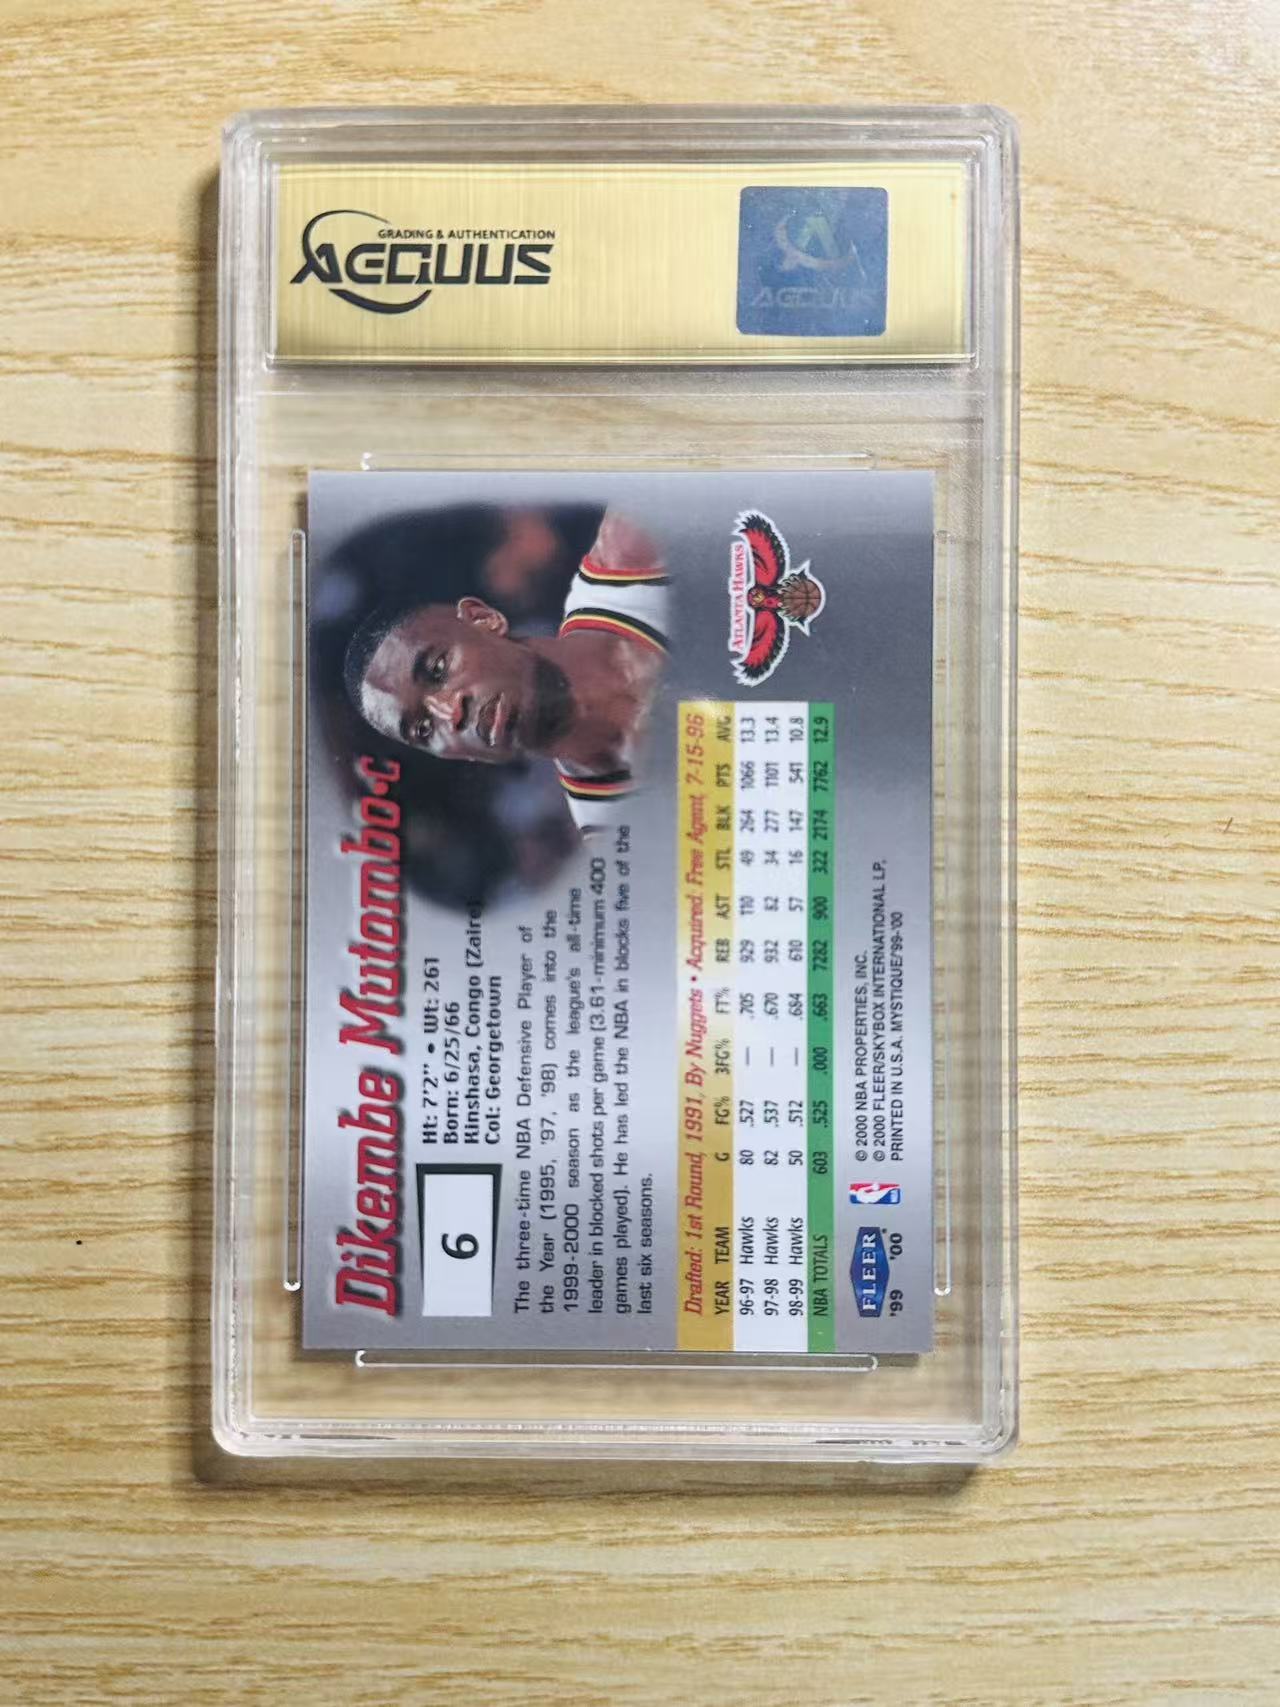 GRADING & AUTHENTICATION
AEQUUS
AEQUUS
Dikembe Mutombo•C
6
Ht: 7'2" • Wt: 261
Born: 6/25/66
Kinshasa, Congo (Zaire)
Col: Georgetown
The three-time NBA Defensive Player of
the Year (1995, '97, '98) comes into the
1999-2000 season as the league's all-time
leader in blocked shots per game (3.61-minimum 400
games played). He has led the NBA in blocks five of the
last six seasons.
ATLANTA HAWKS
Drafted: 1st Round, 1991, By Nuggets • Acquired: Free Agent, 7-15-96
YEAR TEAM G FG% 3FG% FT% REB AST STL BLK PTS AVG
96-97 Hawks 80 .527 — .705 929 110 49 264 1066 13.3
97-98 Hawks 82 .537 — .670 932 82 34 277 1101 13.4
98-99 Hawks 50 .512 — .684 610 57 16 147 541 10.8
NBA TOTALS 603 .525 .000 .663 7282 900 322 2174 7762 12.9
FLEER
'99 '00
NBA
© 2000 NBA PROPERTIES, INC.
© 2000 FLEER/SKYBOX INTERNATIONAL LP.
PRINTED IN U.S.A. MYSTIQUE/'99-'00